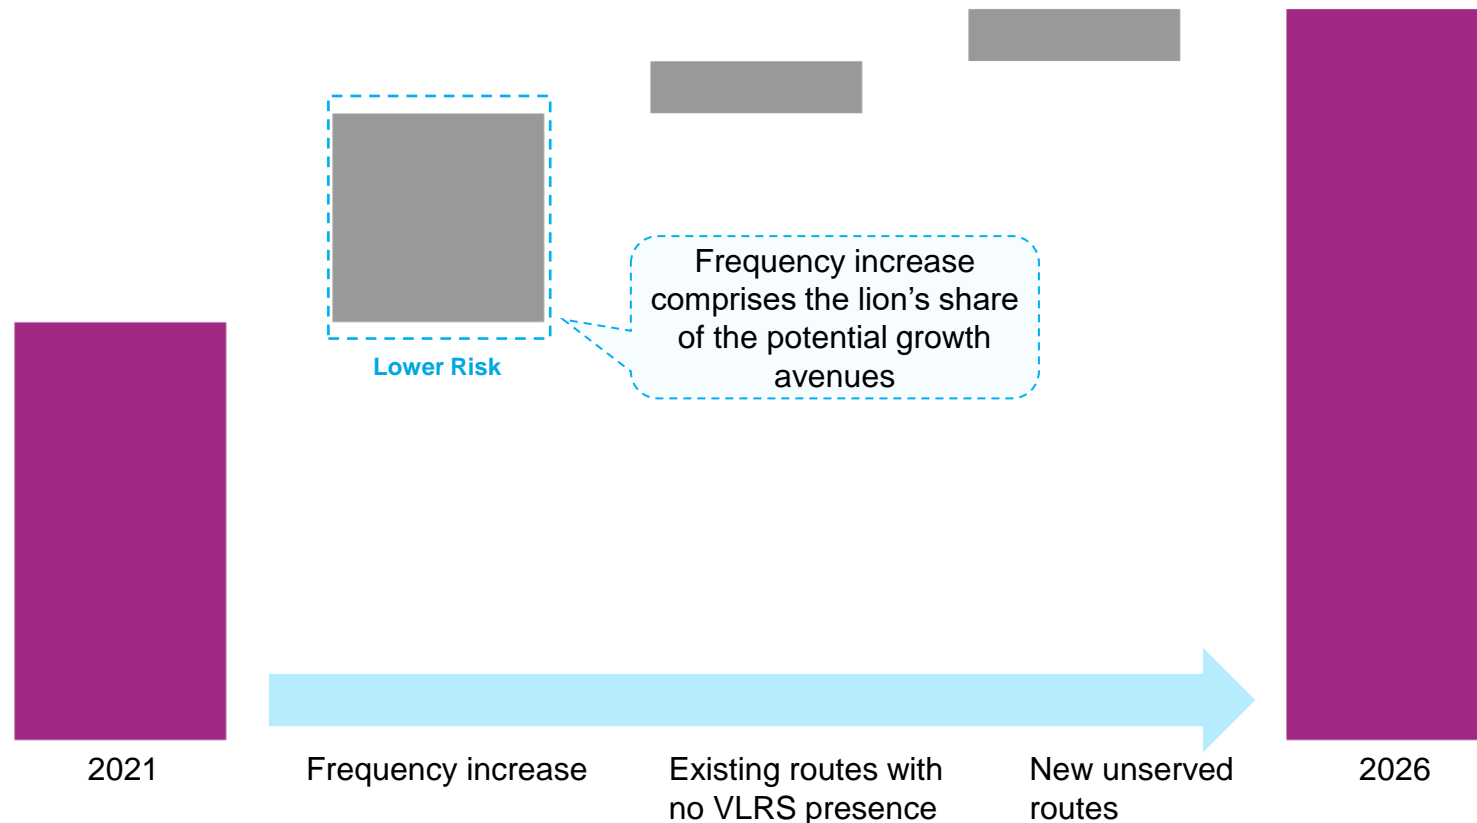 Frequency increase
comprises the lion’s share
of the potential growth
avenues
Lower Risk
2021
Frequency increase
Existing routes with
no VLRS presence
New unserved
routes
2026